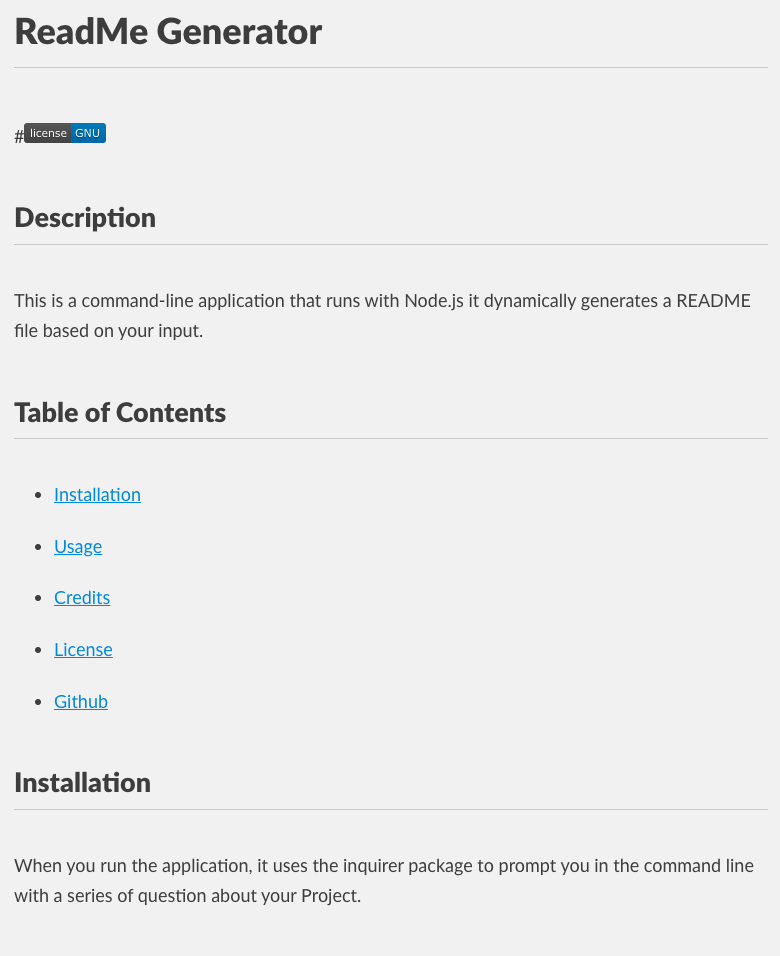 ReadMe Generator
# license GNU
Description
This is a command-line application that runs with Node.js it dynamically generates a README
file based on your input.
Table of Contents
Installation
Usage
Credits
License
Github
Installation
When you run the application, it uses the inquirer package to prompt you in the command line
with a series of question about your Project.